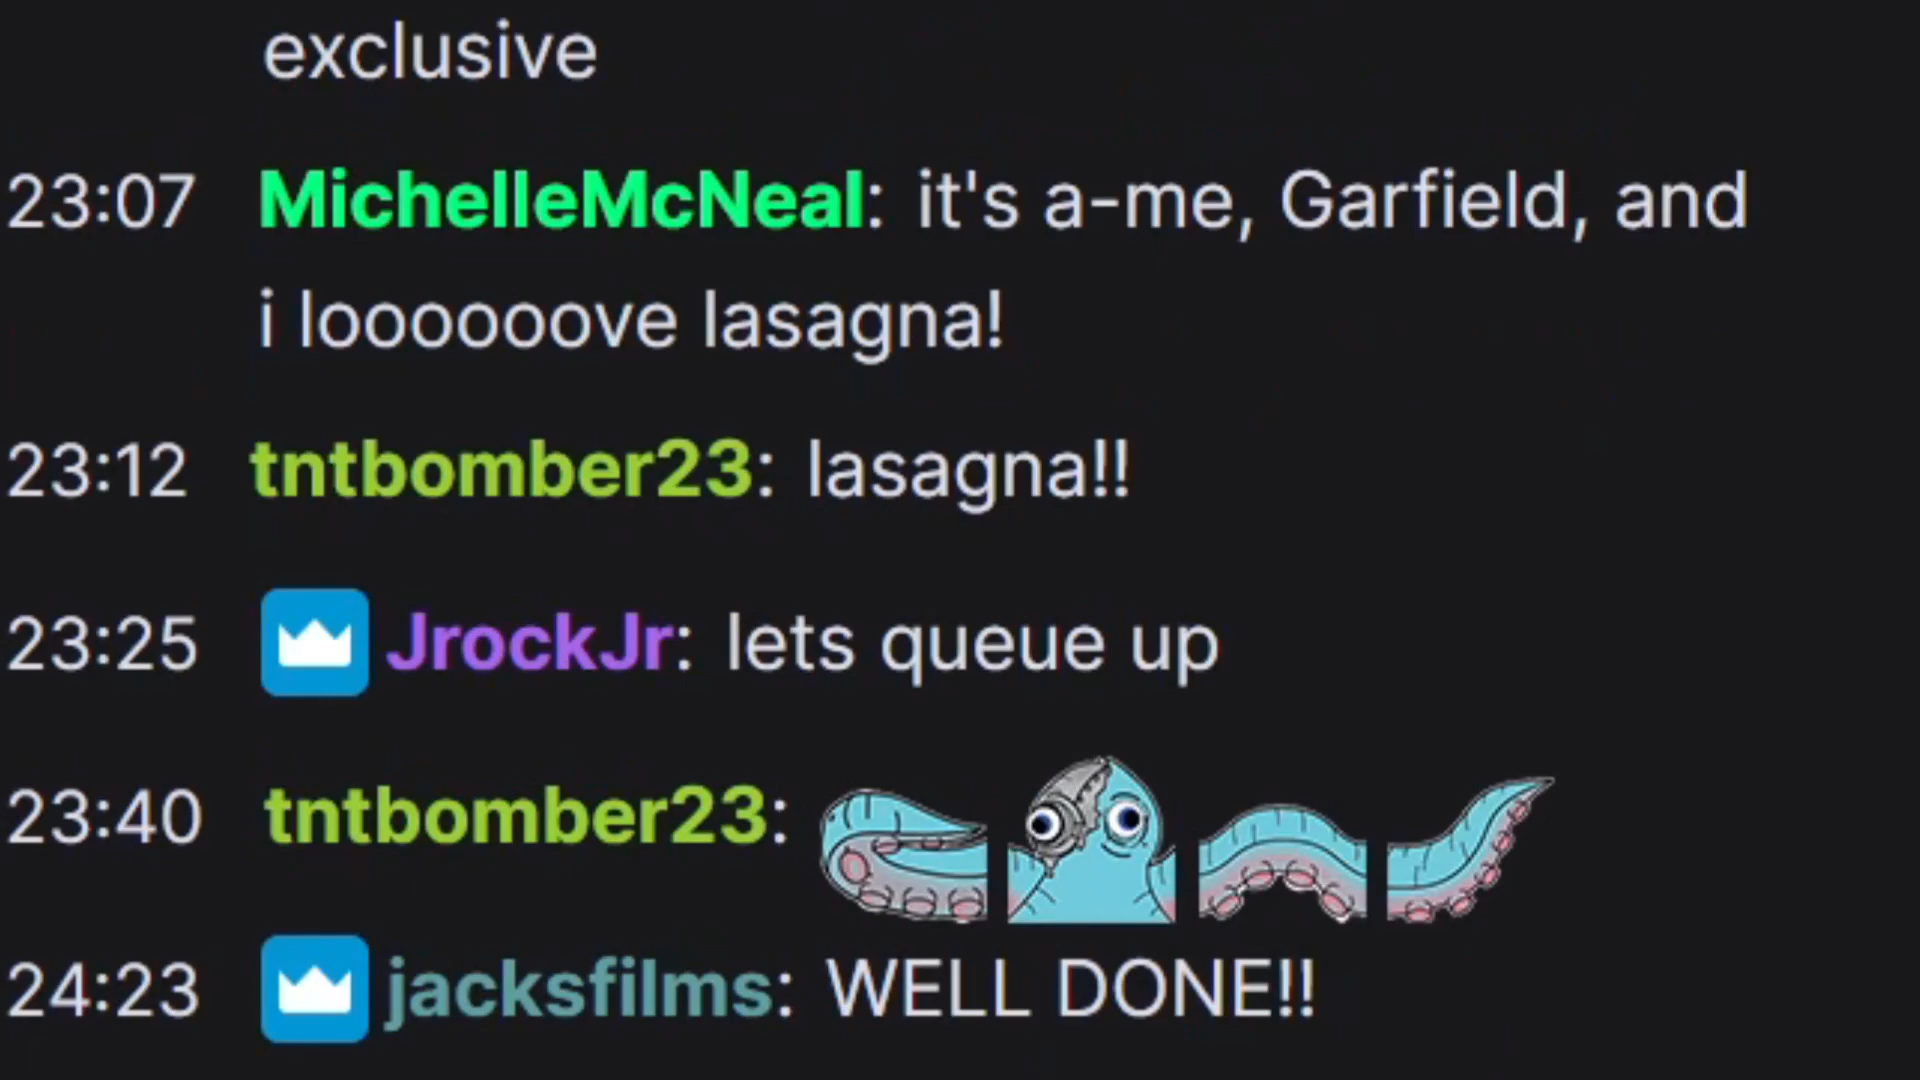 exclusive
23:07 MichelleMcNeal: it's a-me, Garfield, and
i loooooove lasagna!
23:12 tntbomber23: lasagna!!
23:25 JrockJr: lets queue up
23:40 tntbomber23:
24:23 jacksfilms: WELL DONE!!